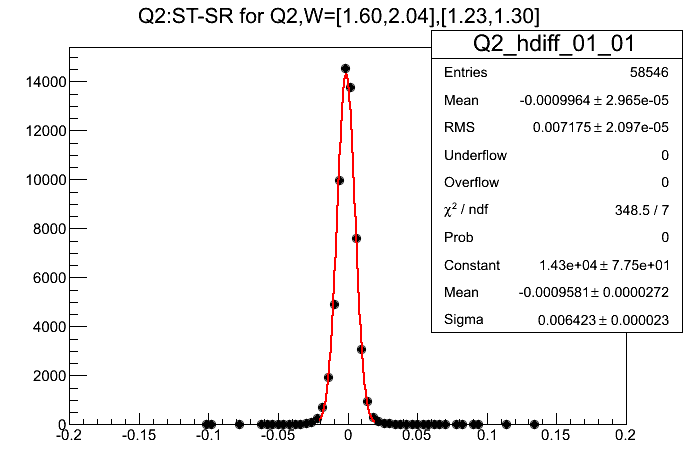 Q2:ST-SR for Q2,W=[1.60,2.04],[1.23,1.30]
Q2_hdiff_01_01
Entries 58546
Mean -0.0009964 ± 2.965e-05
RMS 0.007175 ± 2.097e-05
Underflow 0
Overflow 0
χ² / ndf 348.5 / 7
Prob 0
Constant 1.43e+04 ± 7.75e+01
Mean -0.0009581 ± 0.0000272
Sigma 0.006423 ± 0.000023
14000
12000
10000
8000
6000
4000
2000
0
-0.2 -0.15 -0.1 -0.05 0 0.05 0.1 0.15 0.2